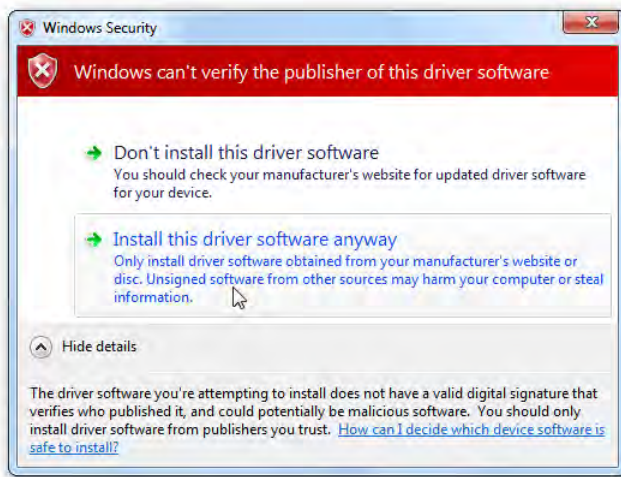 Windows Security
Windows can't verify the publisher of this driver software
Don't install this driver software
You should check your manufacturer's website for updated driver software
for your device.
Install this driver software anyway
Only install driver software obtained from your manufacturer's website or
disc. Unsigned software from other sources may harm your computer or steal
information.
Hide details
The driver software you're attempting to install does not have a valid digital signature that
verifies who published it, and could potentially be malicious software. You should only
install driver software from publishers you trust. How can I decide which device software is
safe to install?